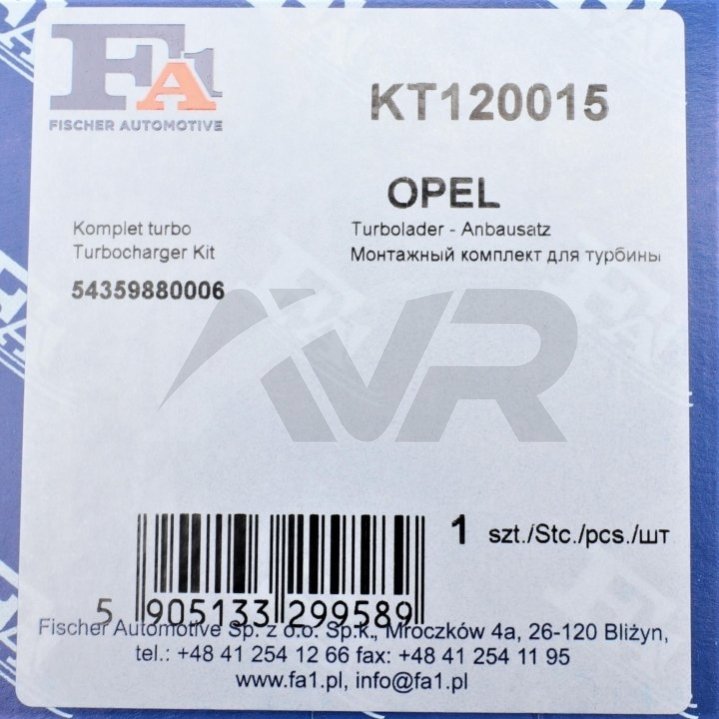 FA1
FISCHER AUTOMOTIVE
KT120015
OPEL
Komplet turbo
Turbocharger Kit
Turbolader - Anbausatz
Монтажный комплект для турбины
54359880006
AVR
1 szt./Stc./pcs./шт
5 905133 299589
Fischer Automotive Sp. z o.o. Sp.k., Mroczków 4a, 26-120 Bliżyn,
tel.: +48 41 254 12 66 fax: +48 41 254 11 95
www.fa1.pl, info@fa1.pl